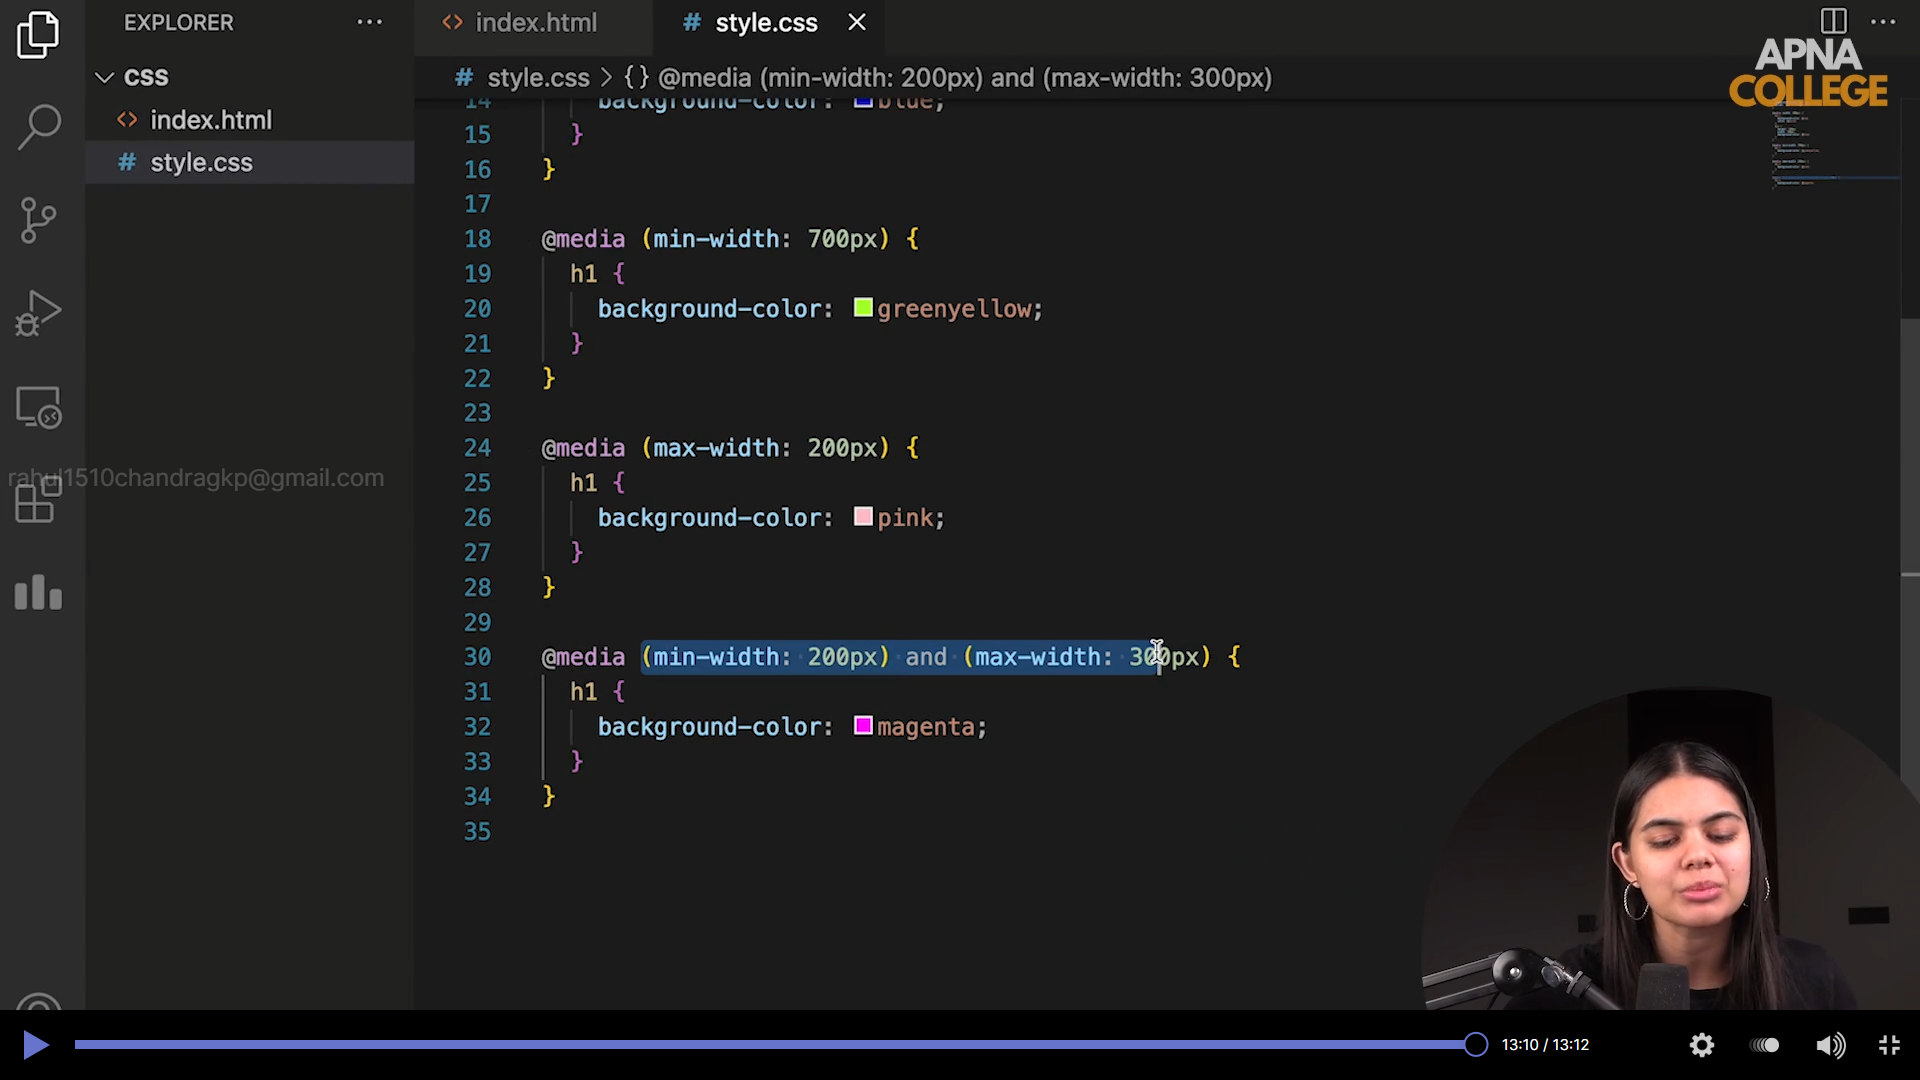 EXPLORER
index.html
style.css
APNA
COLLEGE
CSS
style.css > {} @media (min-width: 200px) and (max-width: 300px)
index.html
style.css
14 background-color: blue;
15 }
16 }
17
18 @media (min-width: 700px) {
19 h1 {
20 background-color: greenyellow;
21 }
22 }
23
24 @media (max-width: 200px) {
rahul1510chandragkp@gmail.com
25 h1 {
26 background-color: pink;
27 }
28 }
29
30 @media (min-width: 200px) and (max-width: 300px) {
31 h1 {
32 background-color: magenta;
33 }
34 }
35
13:10 / 13:12